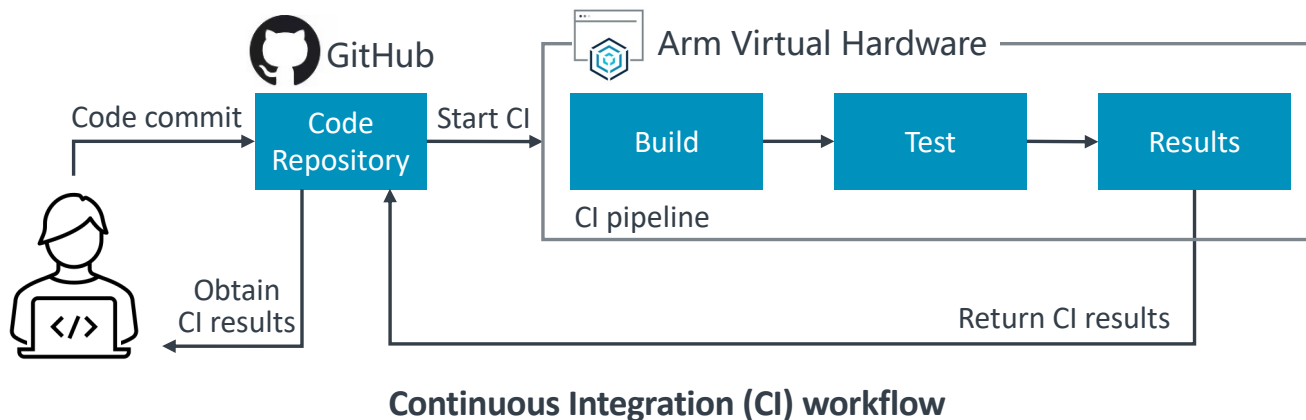 GitHub
Arm Virtual Hardware
Code commit
Code
Repository
Start CI
Build
Test
Results
CI pipeline
Obtain
CI results
</>
Return CI results
Continuous Integration (CI) workflow